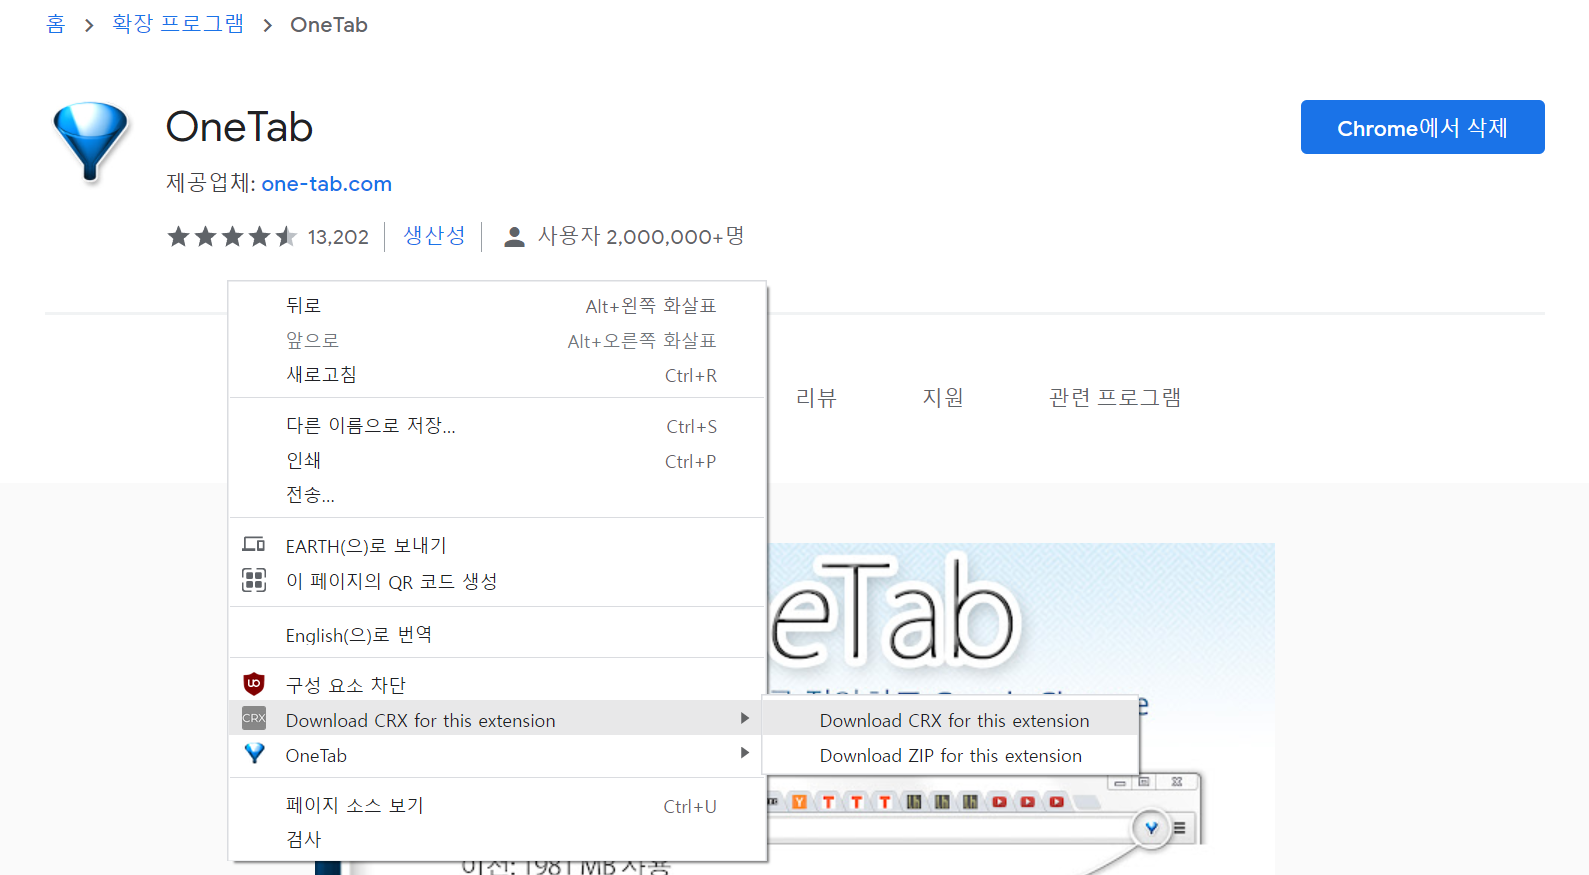 홈 > 확장 프로그램 > OneTab
OneTab
Chrome에서 삭제
제공업체: one-tab.com
13,202
생산성
사용자 2,000,000+명
뒤로 Alt+왼쪽 화살표
앞으로 Alt+오른쪽 화살표
새로고침 Ctrl+R
다른 이름으로 저장... Ctrl+S
인쇄 Ctrl+P
전송...
EARTH(으)로 보내기
이 페이지의 QR 코드 생성
English(으)로 번역
구성 요소 차단
CRX Download CRX for this extension
OneTab
페이지 소스 보기 Ctrl+U
검사
Download CRX for this extension
Download ZIP for this extension
리뷰
지원
관련 프로그램
eTab
이전: 1981 MB 사용